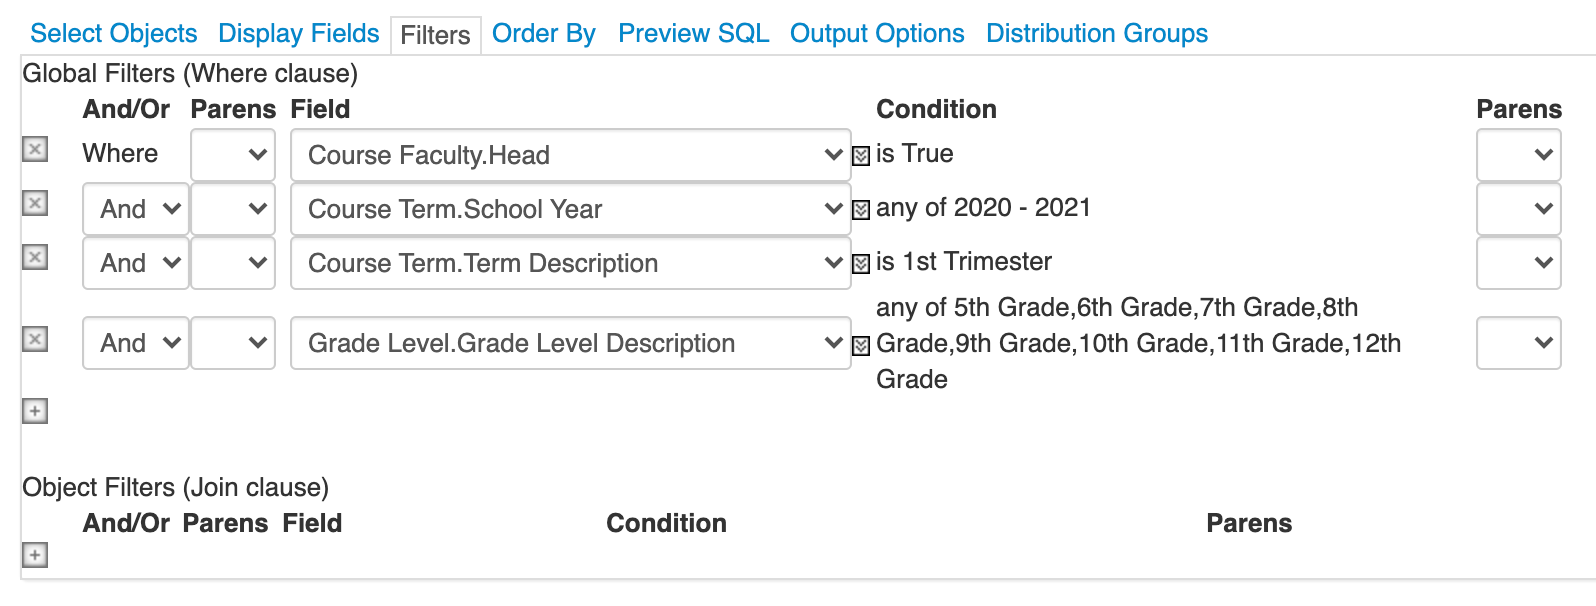 Select Objects Display Fields Filters Order By Preview SQL Output Options Distribution Groups
Global Filters (Where clause)
And/Or Parens Field Condition Parens
Where Course Faculty.Head is True
And Course Term.School Year any of 2020 - 2021
And Course Term.Term Description is 1st Trimester
any of 5th Grade,6th Grade,7th Grade,8th
And Grade Level.Grade Level Description Grade,9th Grade,10th Grade,11th Grade,12th
Grade
Object Filters (Join clause)
And/Or Parens Field Condition Parens